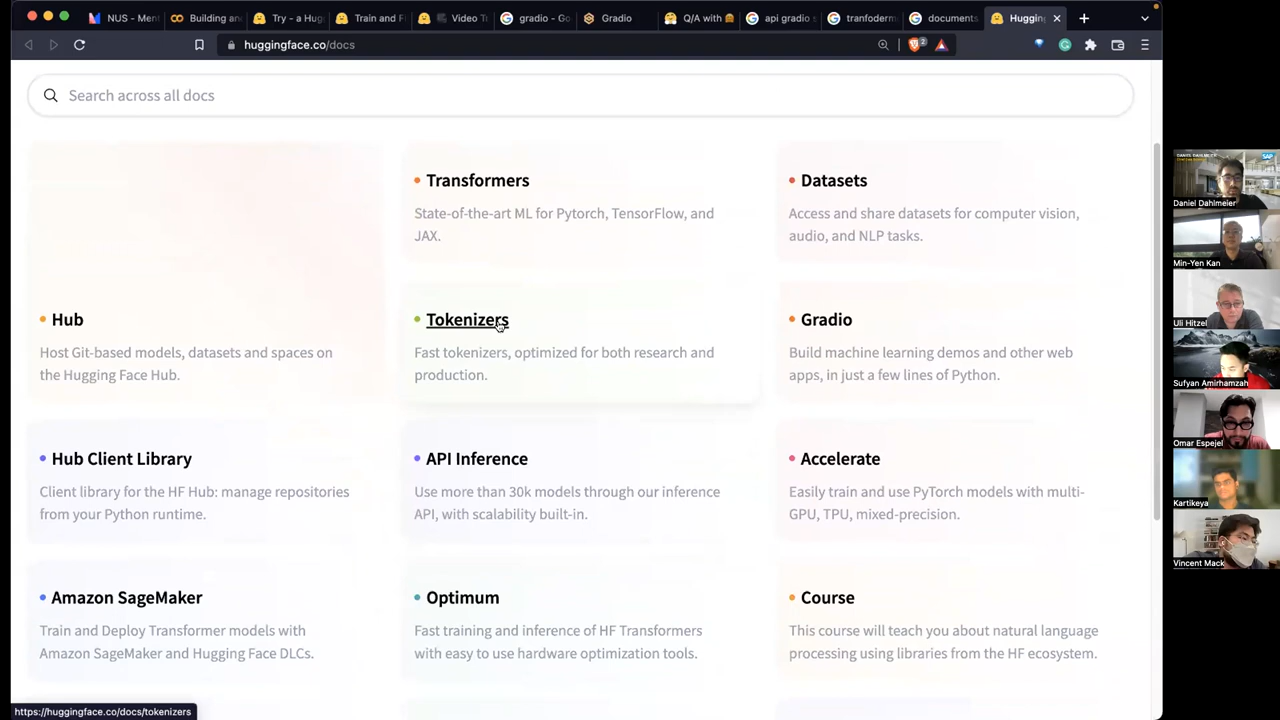 NUS - Ment
Building and
Try - a Hug
Train and F
Video Tu
gradio - Go
Gradio
Q/A with
api gradio s
tranfoderm
documents
Hugging
huggingface.co/docs
2
Search across all docs
Hub
Host Git-based models, datasets and spaces on
the Hugging Face Hub.
Transformers
State-of-the-art ML for Pytorch, TensorFlow, and
JAX.
Datasets
Access and share datasets for computer vision,
audio, and NLP tasks.
Tokenizers
Fast tokenizers, optimized for both research and
production.
Gradio
Build machine learning demos and other web
apps, in just a few lines of Python.
Hub Client Library
Client library for the HF Hub: manage repositories
from your Python runtime.
API Inference
Use more than 30k models through our inference
API, with scalability built-in.
Accelerate
Easily train and use PyTorch models with multi-
GPU, TPU, mixed-precision.
Amazon SageMaker
Train and Deploy Transformer models with
Amazon SageMaker and Hugging Face DLCs.
Optimum
Fast training and inference of HF Transformers
with easy to use hardware optimization tools.
Course
This course will teach you about natural language
processing using libraries from the HF ecosystem.
https://huggingface.co/docs/tokenizers
DANIEL DAHLMEIER
SAP
Daniel Dahlmeier
Min-Yen Kan
Uli Hitzel
Sufyan Amirhamzah
Omar Espejel
Kartikeya
Vincent Mack